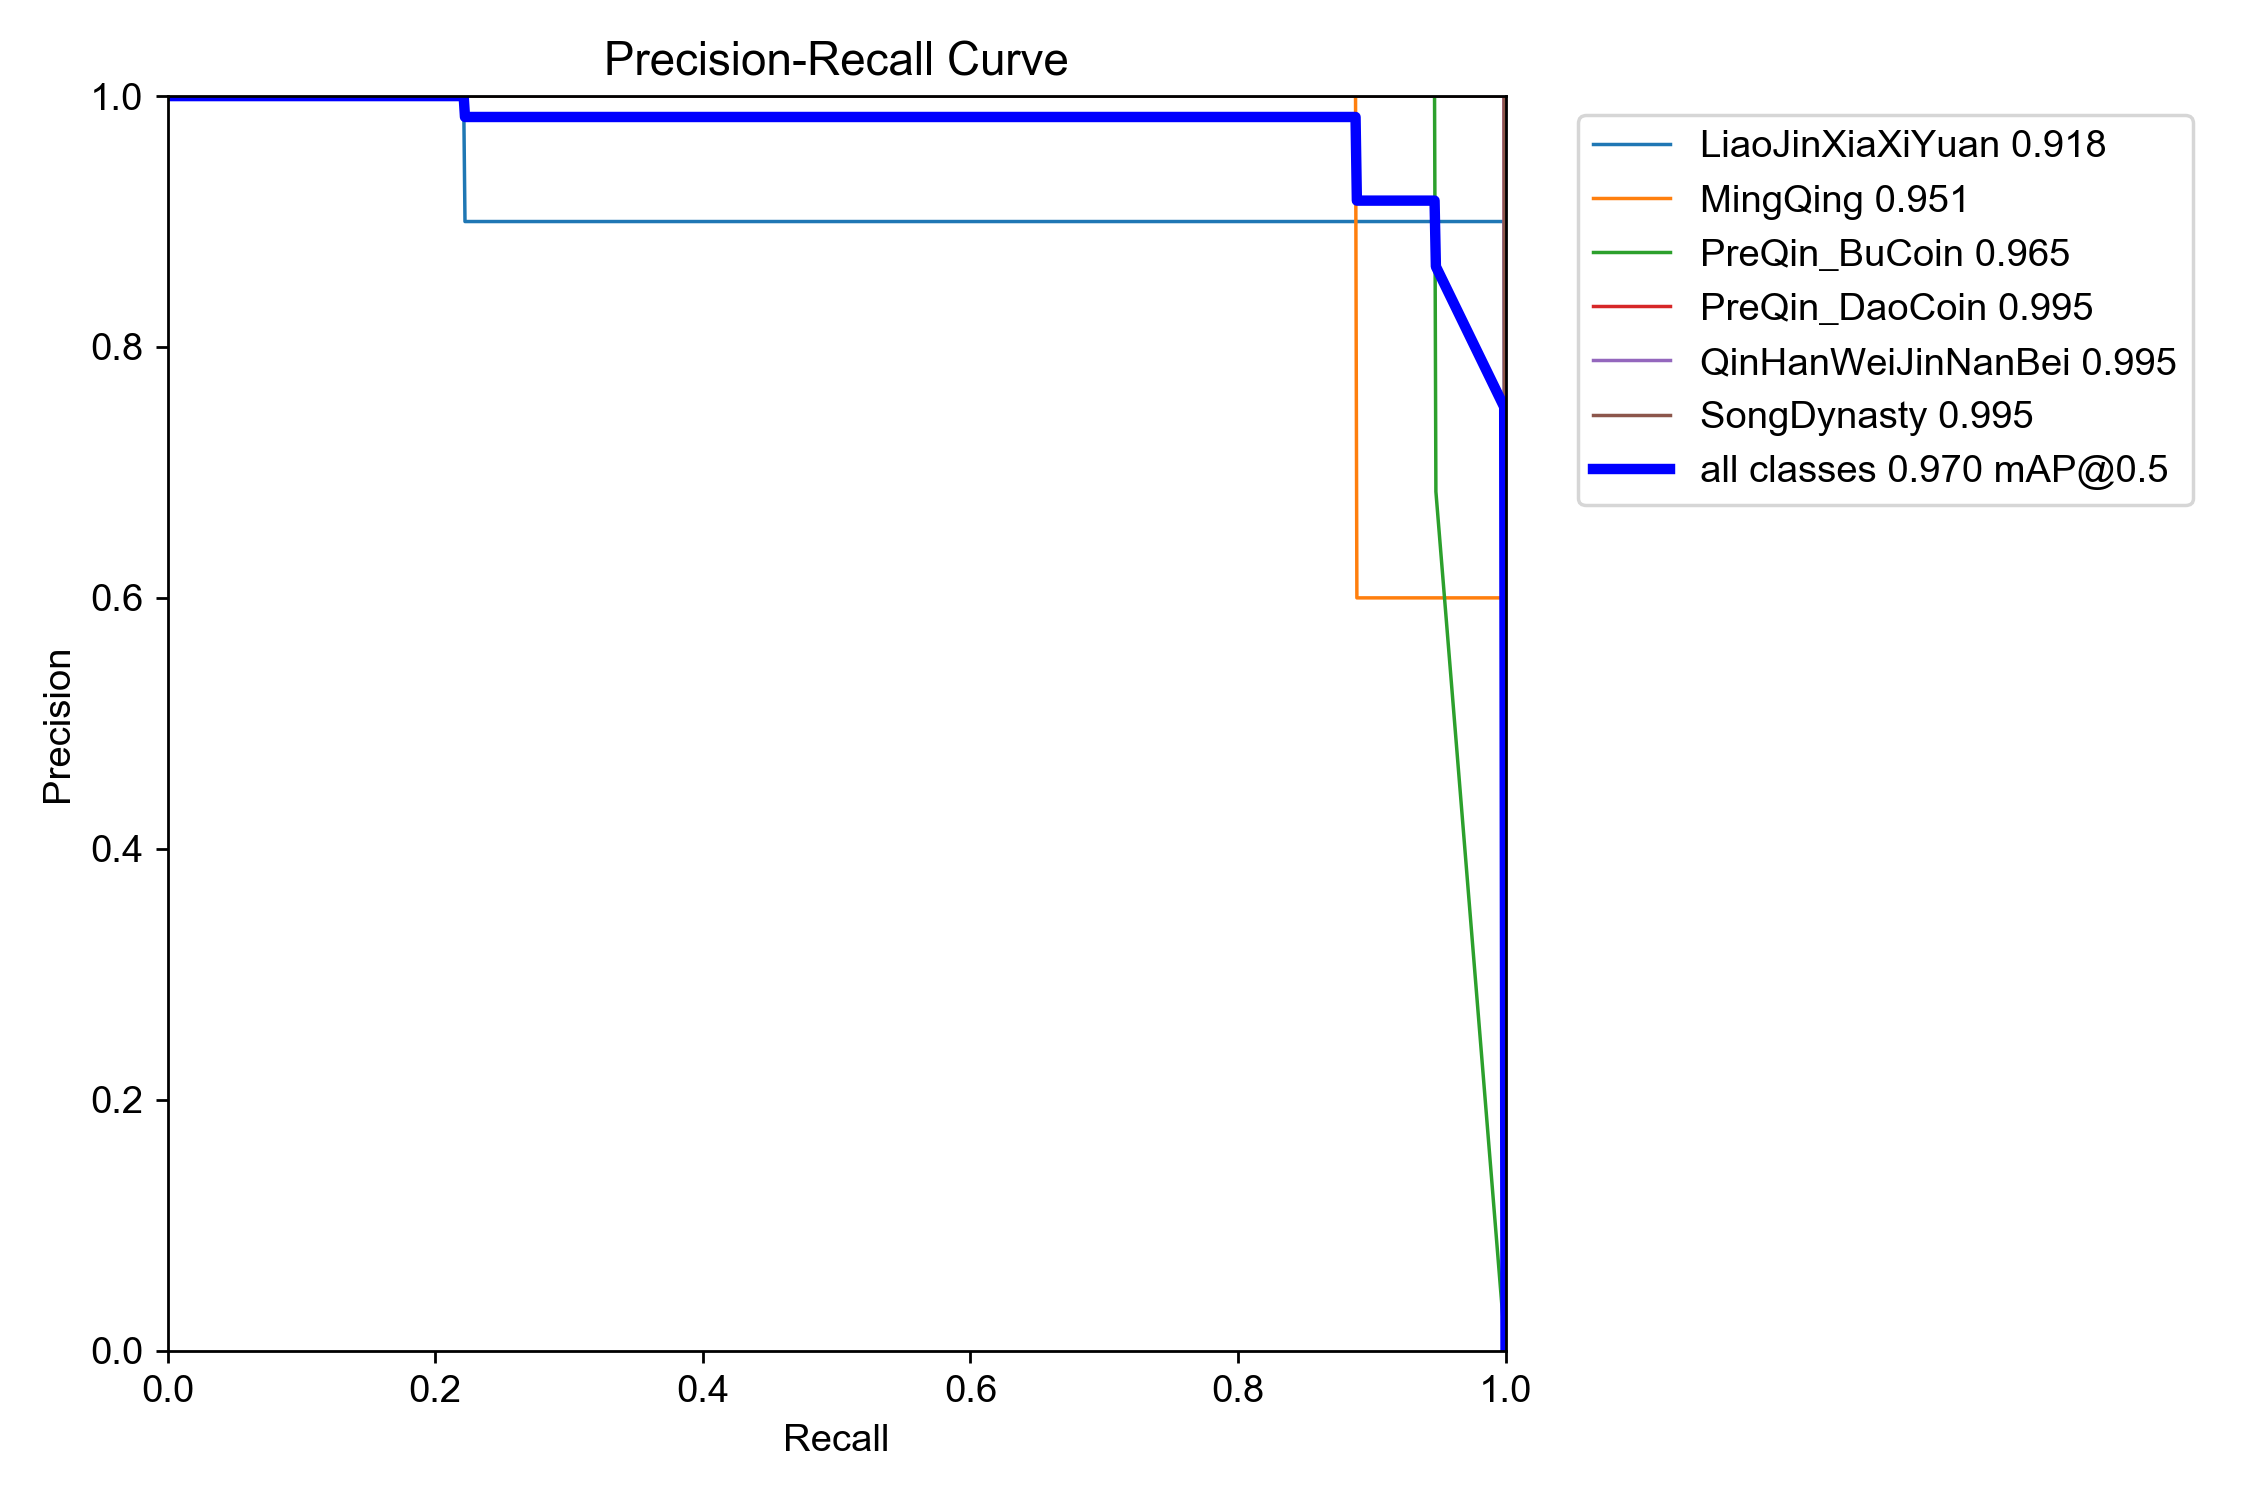 Precision-Recall Curve
1.0
0.8
0.6
0.4
0.2
0.0
Precision
0.0 0.2 0.4 0.6 0.8 1.0
Recall
LiaoJinXiaXiYuan 0.918
MingQing 0.951
PreQin_BuCoin 0.965
PreQin_DaoCoin 0.995
QinHanWeiJinNanBei 0.995
SongDynasty 0.995
all classes 0.970 mAP@0.5